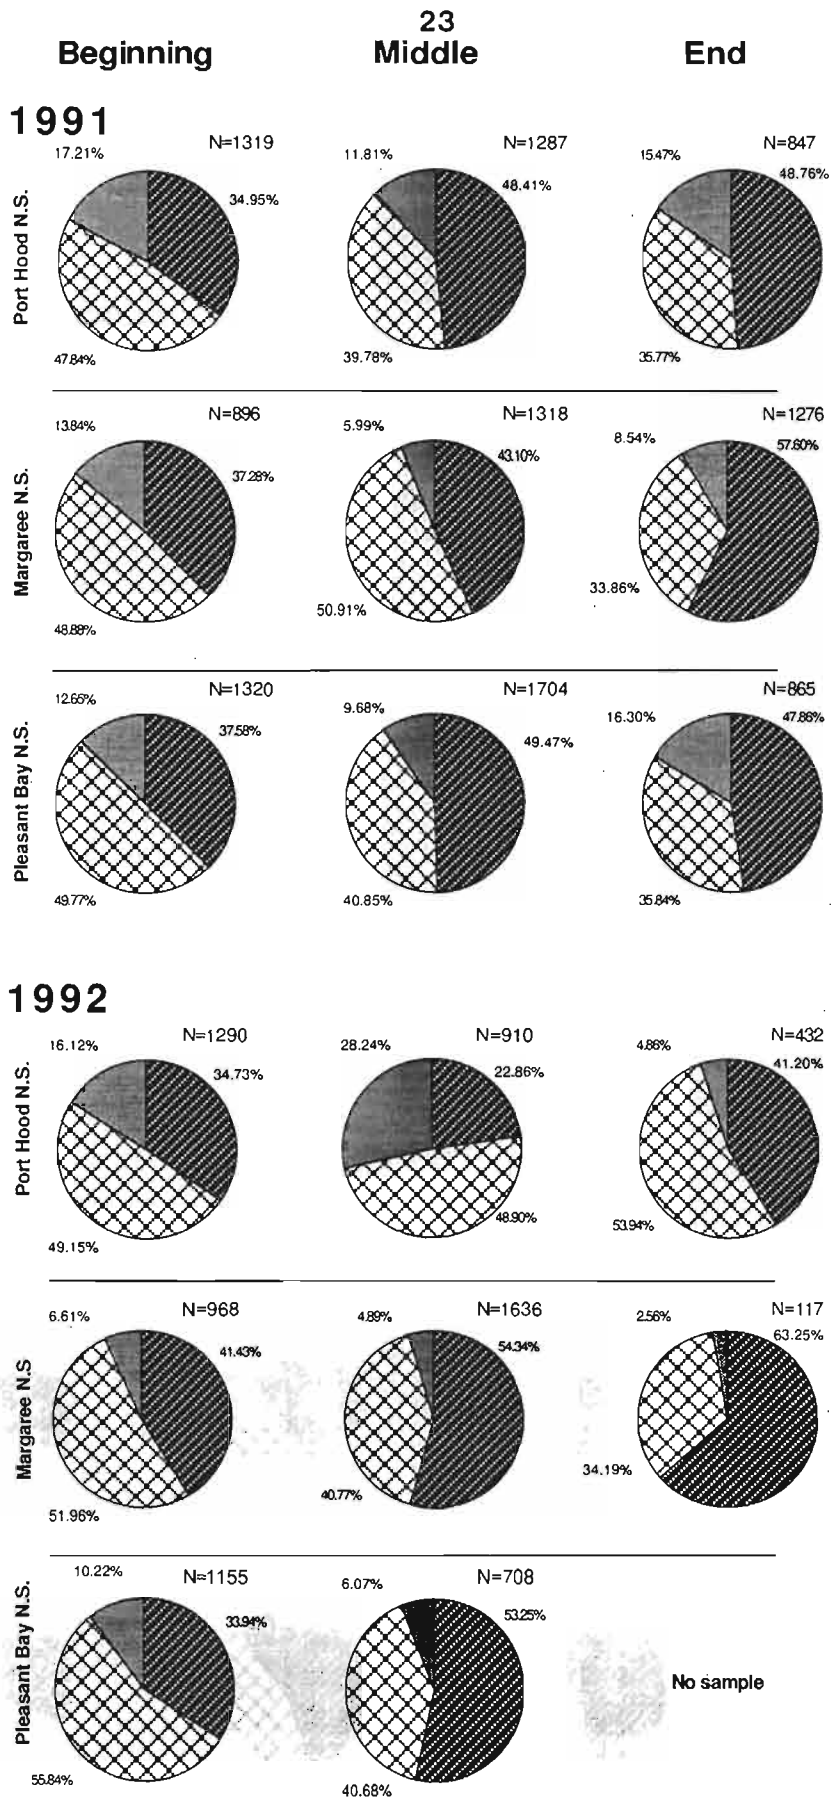 23
Beginning Middle End
1991
Port Hood N.S.
17.21% N=1319 34.95% 47.84%
11.81% N=1287 48.41% 39.78%
15.47% N=847 48.76% 35.77%
Margaree N.S.
13.84% N=896 37.28% 48.88%
5.99% N=1318 43.10% 50.91%
8.54% N=1276 57.60% 33.86%
Pleasant Bay N.S.
12.65% N=1320 37.58% 49.77%
9.68% N=1704 49.47% 40.85%
16.30% N=865 47.86% 35.84%
1992
Port Hood N.S.
16.12% N=1290 34.73% 49.15%
28.24% N=910 22.86% 48.90%
4.86% N=432 41.20% 53.94%
Margaree N.S
6.61% N=968 41.43% 51.96%
4.89% N=1636 54.34% 40.77%
2.56% N=117 63.25% 34.19%
Pleasant Bay N.S.
10.22% N=1155 33.94% 55.84%
6.07% N=708 53.25% 40.68%
No sample